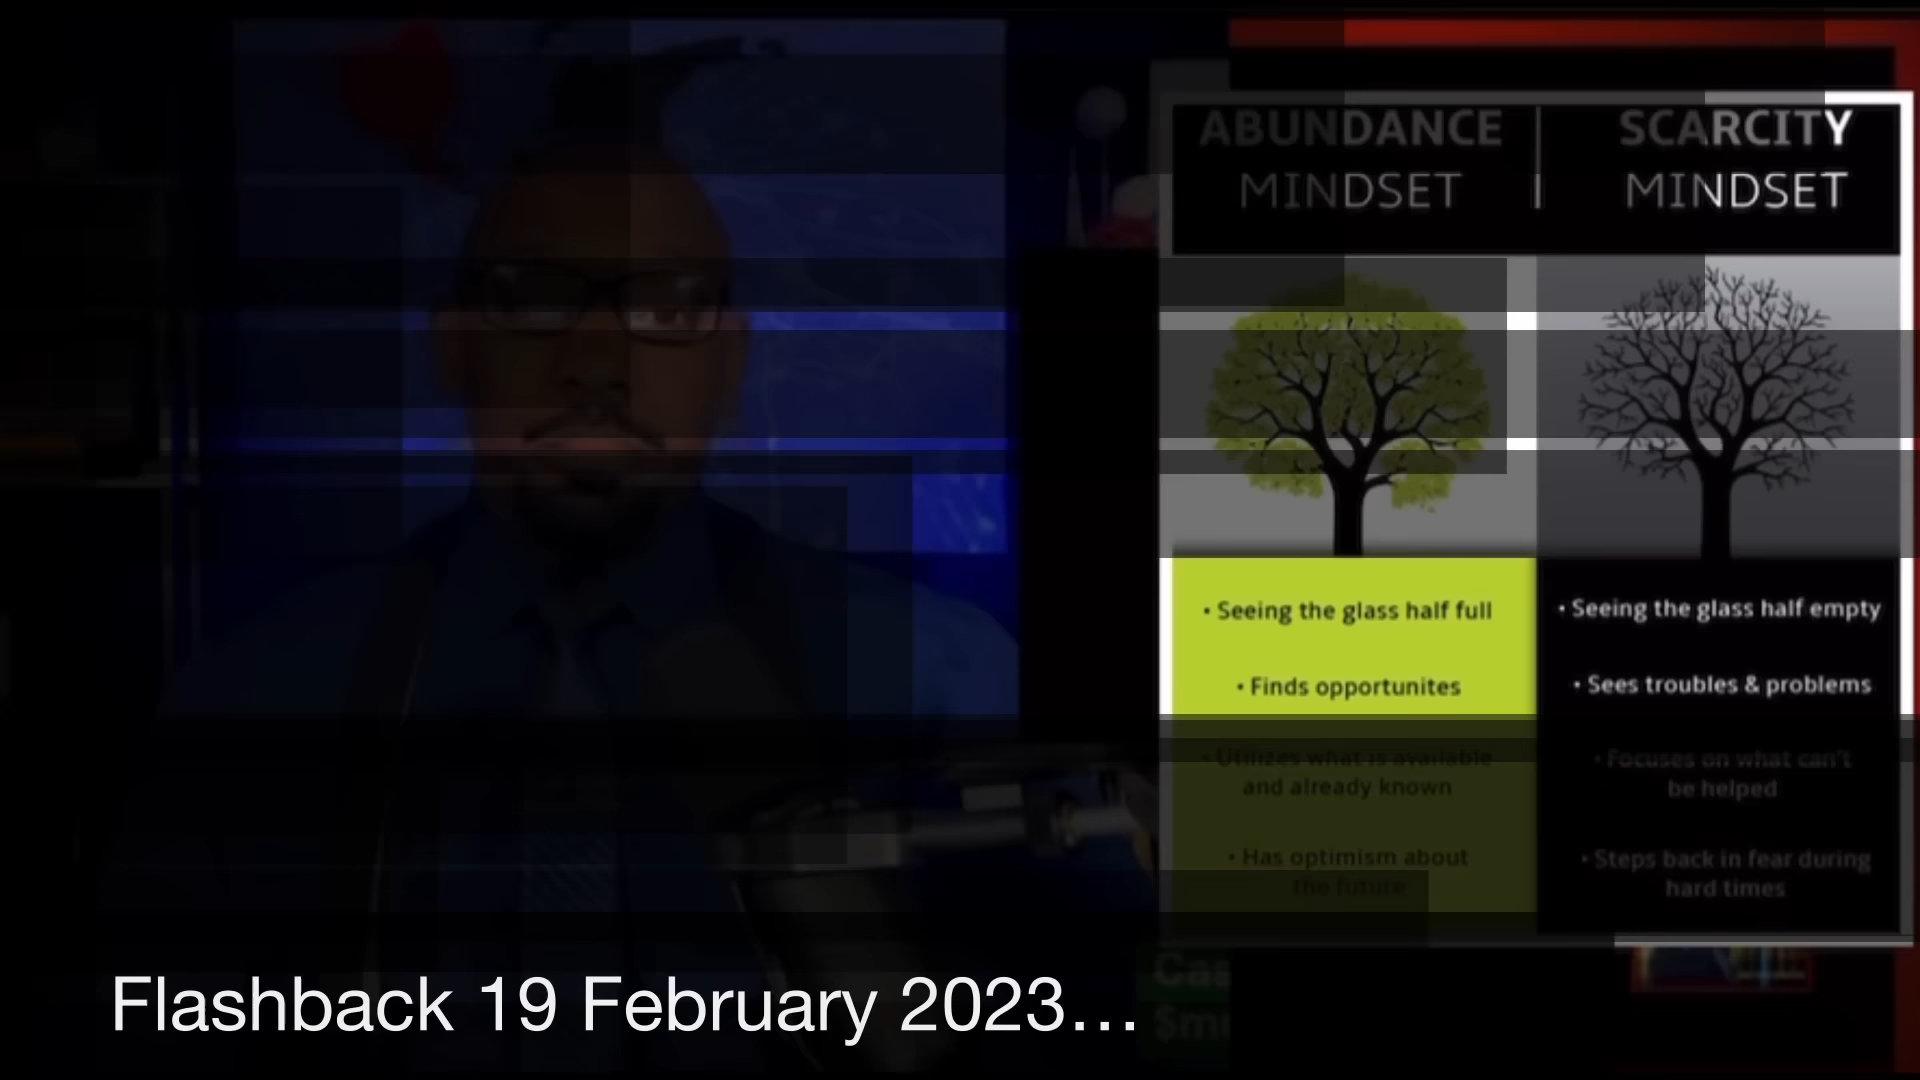 ABUNDANCE
MINDSET
SCARCITY
MINDSET
• Seeing the glass half full
• Finds opportunites
• Utilizes what is available
and already known
• Has optimism about
the future
• Seeing the glass half empty
• Sees troubles & problems
• Focuses on what can't
be helped
• Steps back in fear during
hard times
Flashback 19 February 2023...